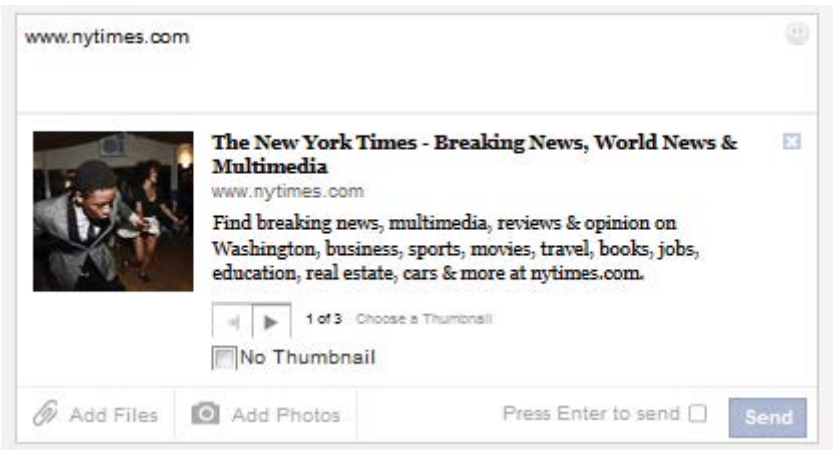 www.nytimes.com
The New York Times - Breaking News, World News &
Multimedia
www.nytimes.com
Find breaking news, multimedia, reviews & opinion on
Washington, business, sports, movies, travel, books, jobs,
education, real estate, cars & more at nytimes.com.
1 of 3 Choose a Thumbnail
No Thumbnail
Add Files Add Photos Press Enter to send Send